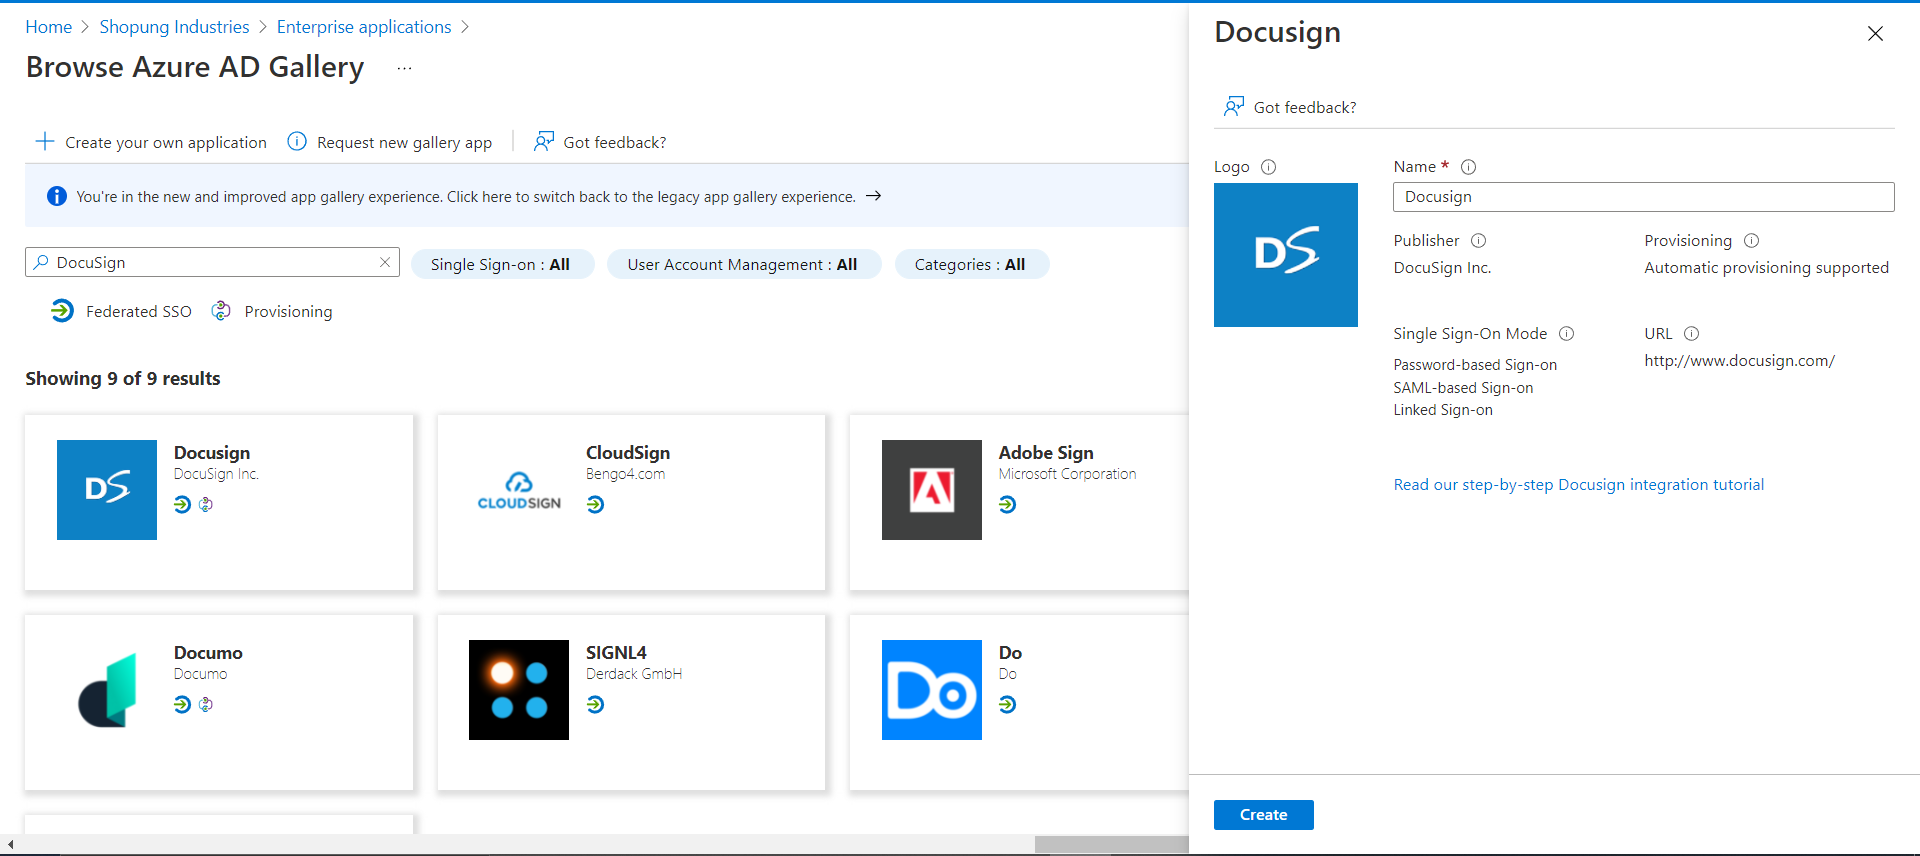 Home > Shopung Industries > Enterprise applications >
Browse Azure AD Gallery ...
Create your own application
Request new gallery app
Got feedback?
You're in the new and improved app gallery experience. Click here to switch back to the legacy app gallery experience. →
DocuSign
Single Sign-on : All
User Account Management : All
Categories : All
Federated SSO
Provisioning
Showing 9 of 9 results
DS
Docusign
DocuSign Inc.
CLOUDSIGN
CloudSign
Bengo4.com
Adobe Sign
Microsoft Corporation
Documo
Documo
SIGNL4
Derdack GmbH
Do
Do
Do
Docusign
Got feedback?
Logo
DS
Name *
Docusign
Publisher
DocuSign Inc.
Provisioning
Automatic provisioning supported
Single Sign-On Mode
Password-based Sign-on
SAML-based Sign-on
Linked Sign-on
URL
http://www.docusign.com/
Read our step-by-step Docusign integration tutorial
Create